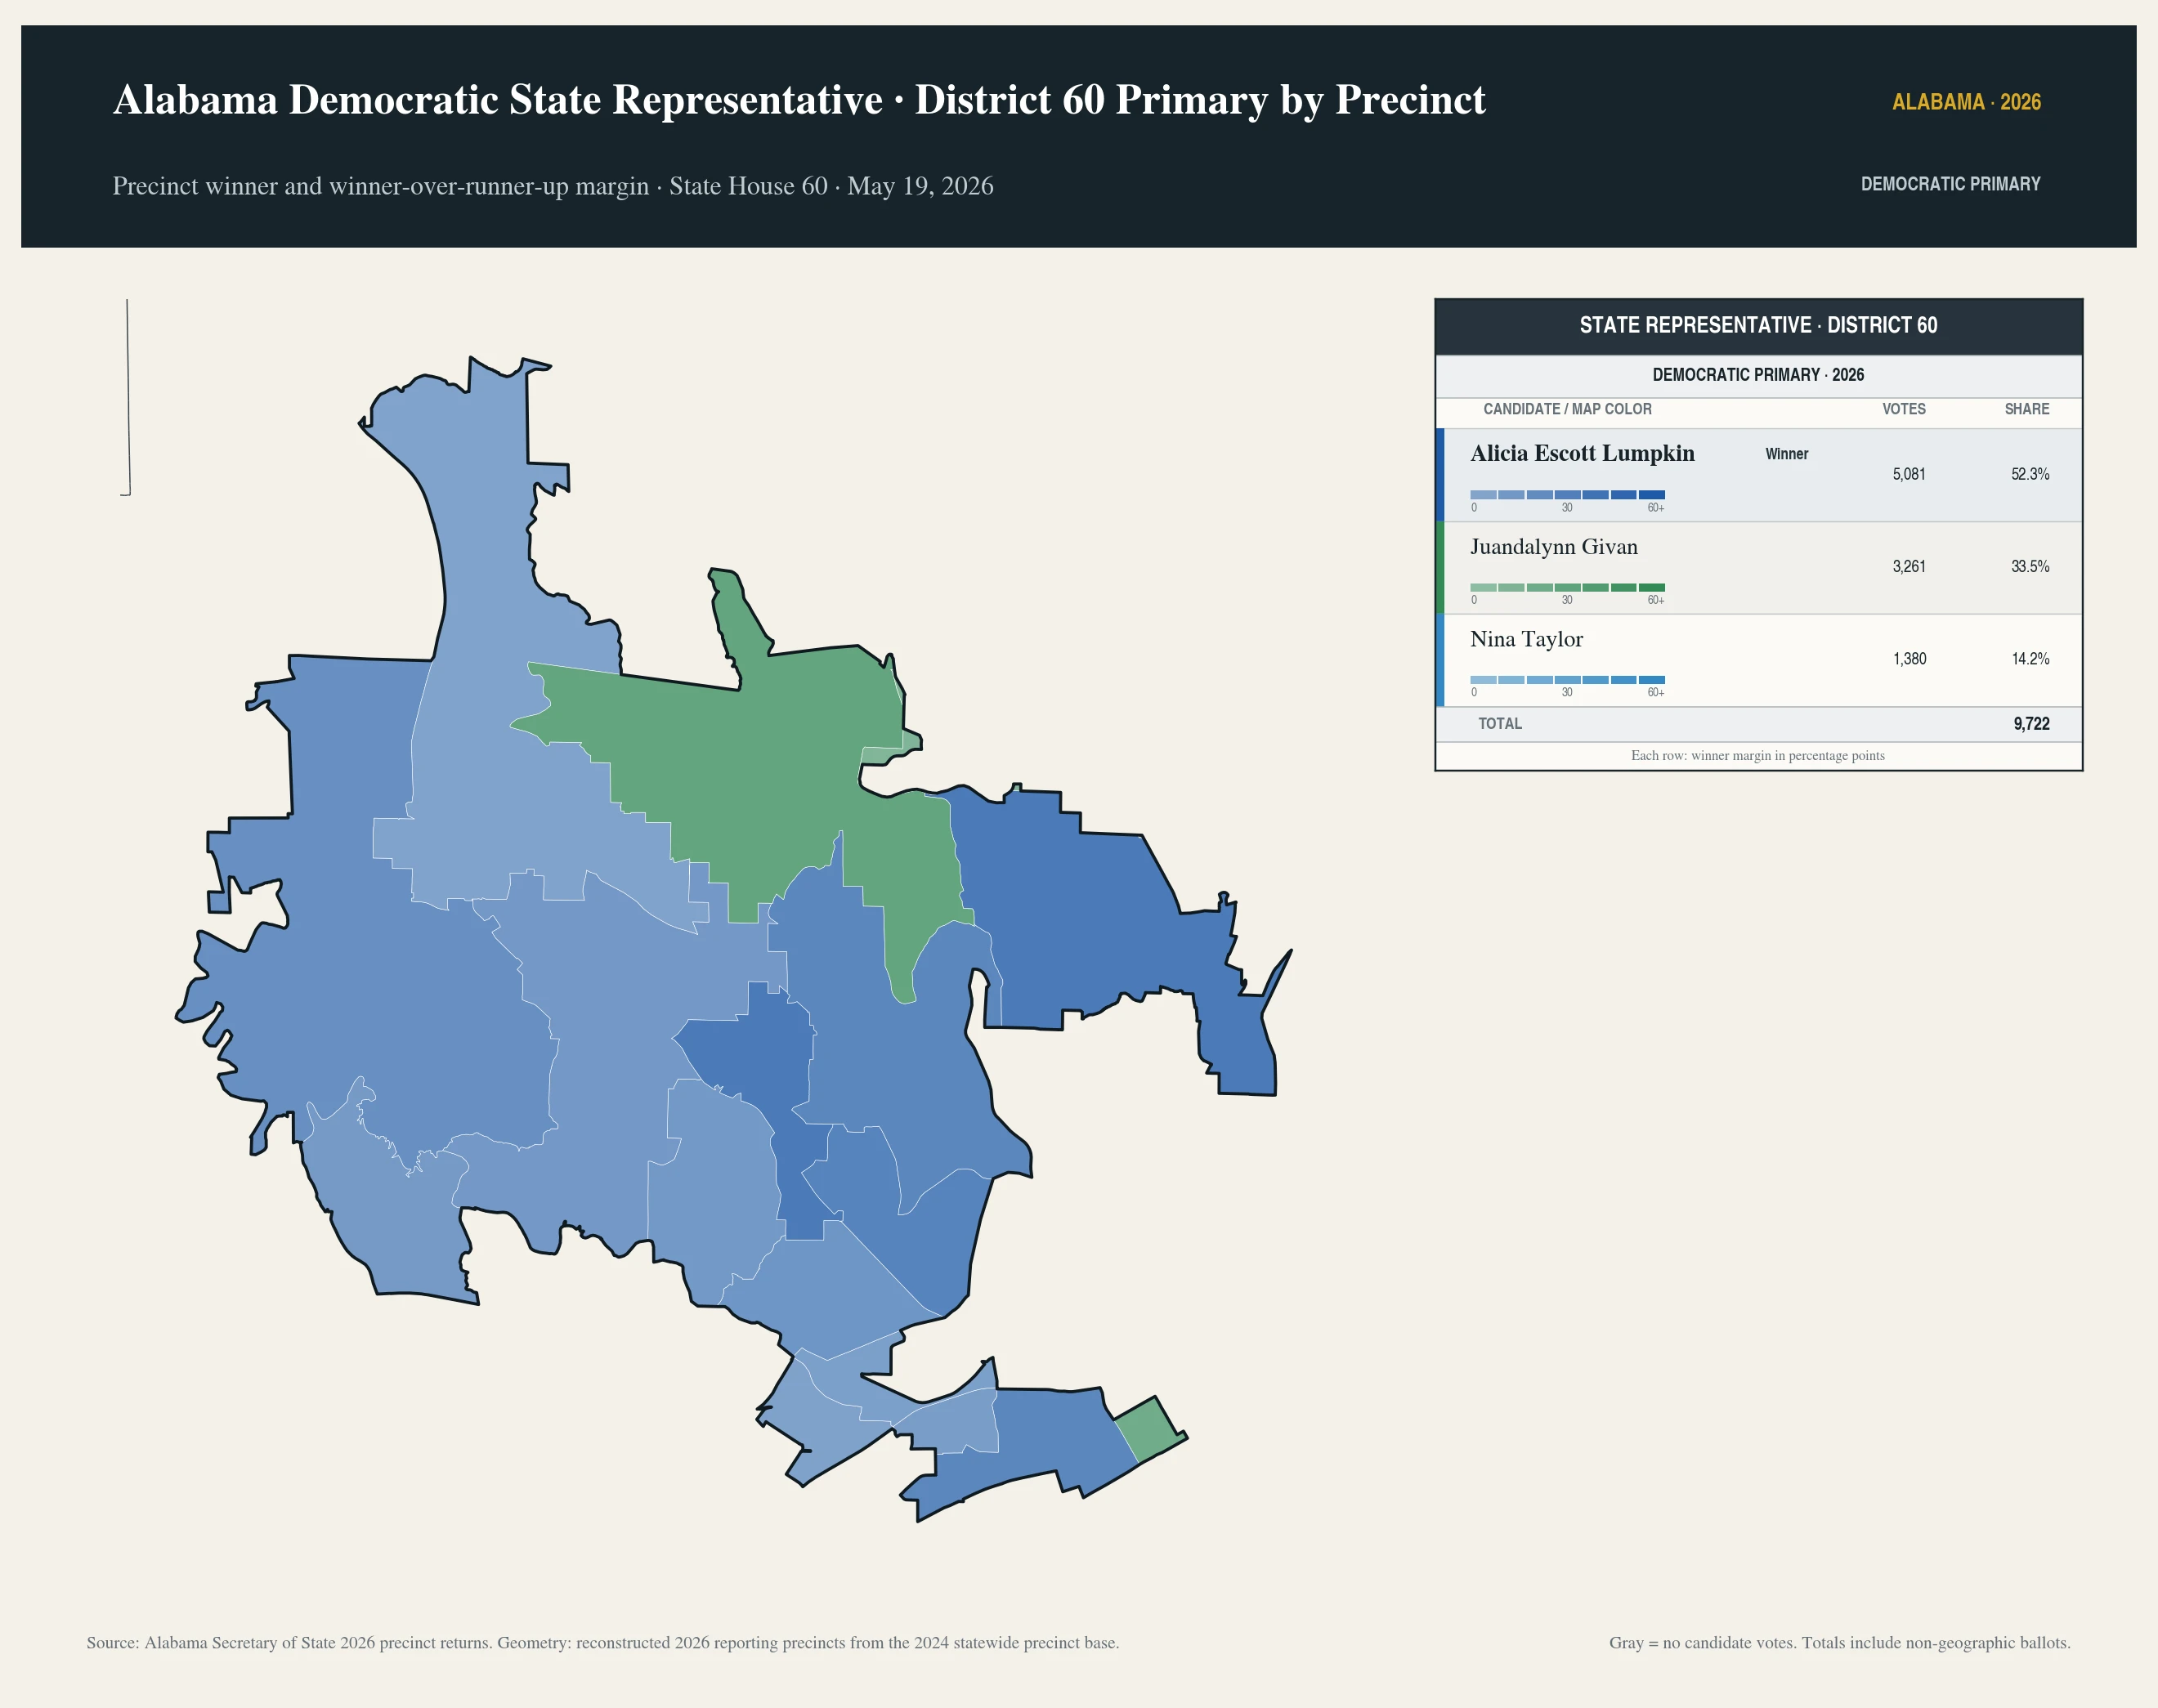 Alabama Democratic State Representative · District 60 Primary by Precinct
ALABAMA · 2026
Precinct winner and winner-over-runner-up margin · State House 60 · May 19, 2026
DEMOCRATIC PRIMARY
STATE REPRESENTATIVE · DISTRICT 60
DEMOCRATIC PRIMARY · 2026
CANDIDATE / MAP COLOR VOTES SHARE
Alicia Escott Lumpkin Winner 5,081 52.3%
0 30 60+
Juandalynn Givan 3,261 33.5%
0 30 60+
Nina Taylor 1,380 14.2%
0 30 60+
TOTAL 9,722
Each row: winner margin in percentage points
Source: Alabama Secretary of State 2026 precinct returns. Geometry: reconstructed 2026 reporting precincts from the 2024 statewide precinct base.
Gray = no candidate votes. Totals include non-geographic ballots.